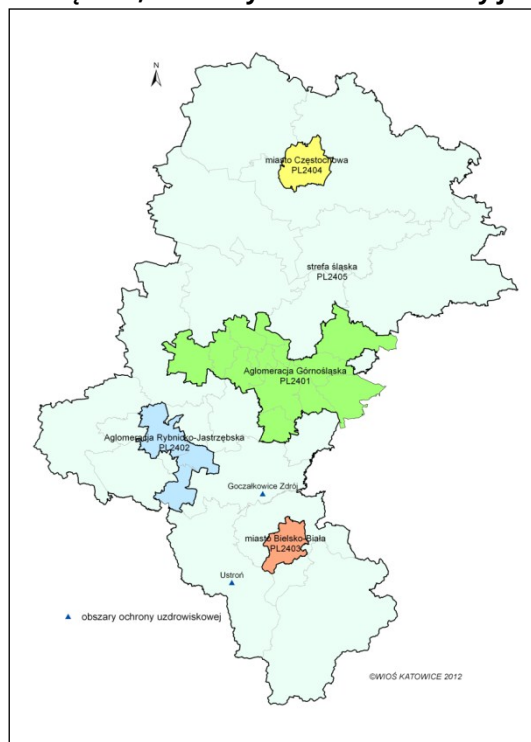 N
miasto Częstochowa
PL2404
strefa śląska
PL2405
Aglomeracja Górnośląska
PL2401
Aglomeracja Rybnicko-Jastrzębska
PL2402
Goczałkowice Zdrój
miasto Bielsko-Biała
PL2403
Ustroń
obszary ochrony uzdrowiskowej
©WIOŚ KATOWICE 2012